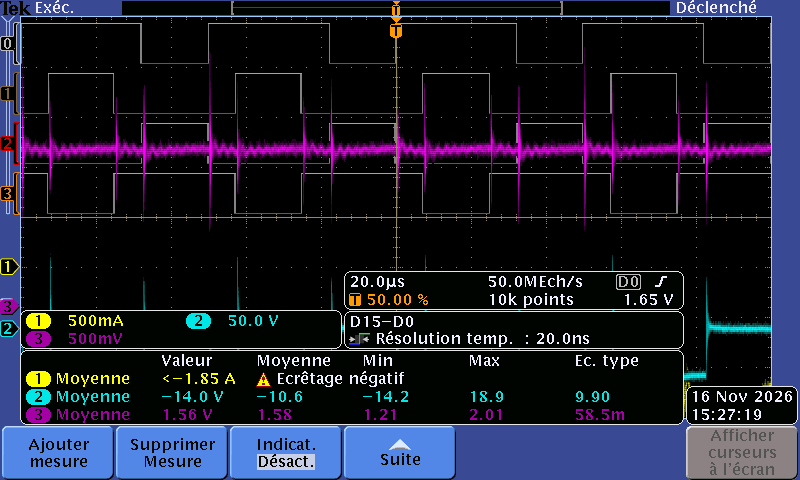 Tek Exéc. Déclenché
T
T
0
1
2
3
1
3
2
20.0µs 50.0MEch/s D0
T 50.00 % 10k points 1.65 V
1 500mA 2 50.0 V
3 500mV
D15-D0
Résolution temp. : 20.0ns
Valeur Moyenne Min Max Ec. type
1 Moyenne <-1.85 A Ecrêtage négatif
2 Moyenne -14.0 V -10.6 -14.2 18.9 9.90
3 Moyenne 1.56 V 1.58 1.21 2.01 58.5m
16 Nov 2026
15:27:19
Ajouter
mesure
Supprimer
Mesure
Indicat.
Désact.
Suite
Afficher
curseurs
à l'écran